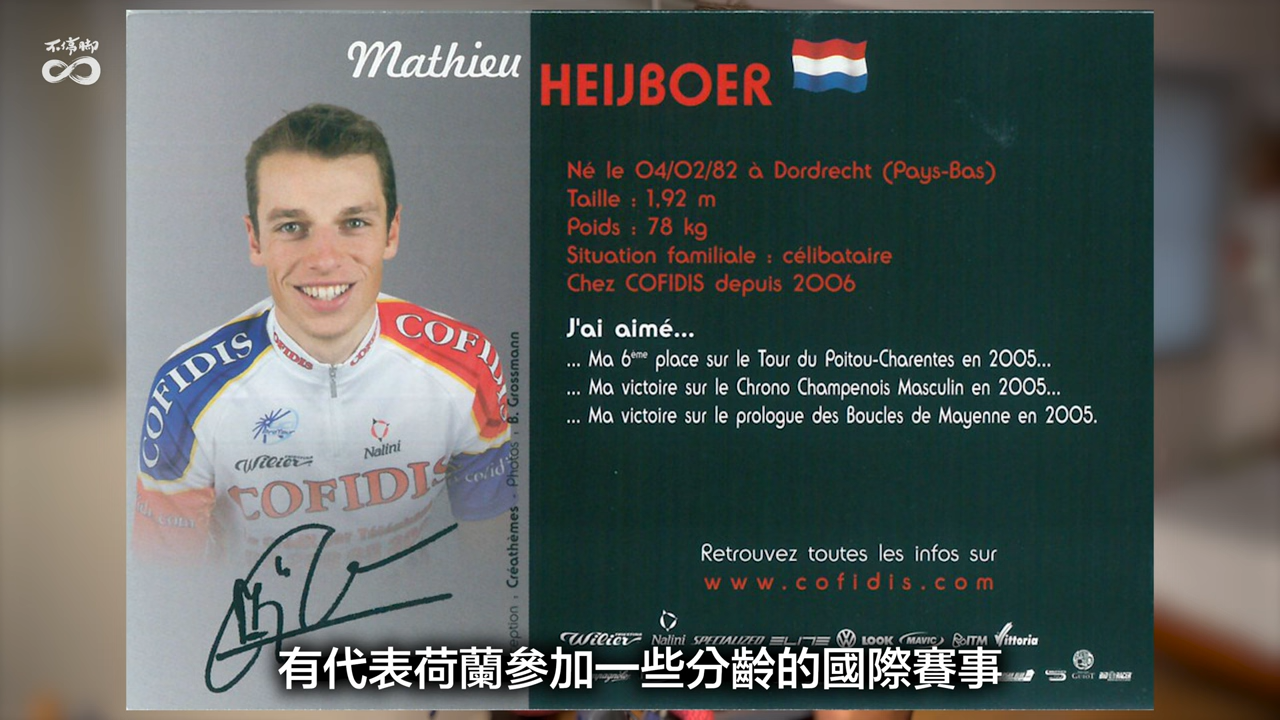 不停脚
Mathieu
HEIJBOER
Né le 04/02/82 à Dordrecht (Pays-Bas)
Taille : 1,92 m
Poids : 78 kg
Situation familiale : célibataire
Chez COFIDIS depuis 2006
J'ai aimé...
... Ma 6ème place sur le Tour du Poitou-Charentes en 2005...
... Ma victoire sur le Chrono Champenois Masculin en 2005...
... Ma victoire sur le prologue des Boucles de Mayenne en 2005.
COFIDIS
COFIDIS
Nalini
Wilier
COFIDIS
Créathèmes - Photos : B. Grossmann
Retrouvez toutes les infos sur
www.cofidis.com
Wilier Nalini SPECIALIZED ELITE LOOK MAVIC Vittoria
有代表荷蘭參加一些分齡的國際賽事